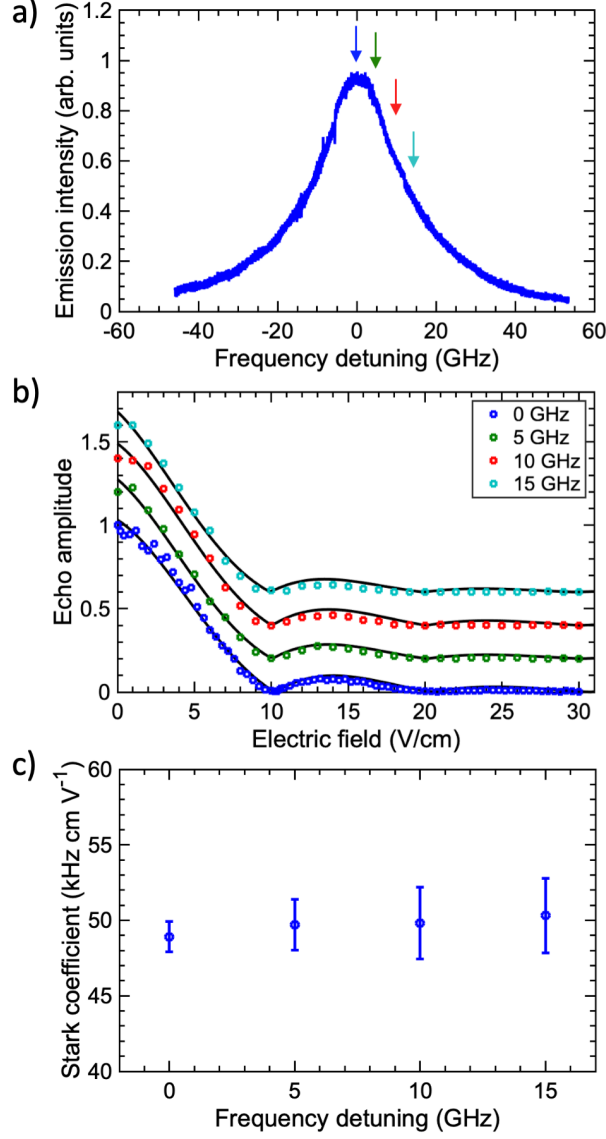 a)
Emission intensity (arb. units)
1.2
1
0.8
0.6
0.4
0.2
0
-60 -40 -20 0 20 40 60
Frequency detuning (GHz)
b)
Echo amplitude
1.5
1
0.5
0
0 GHz
5 GHz
10 GHz
15 GHz
0 5 10 15 20 25 30
Electric field (V/cm)
c)
Stark coefficient (kHz cm V⁻¹)
60
55
50
45
40
0 5 10 15
Frequency detuning (GHz)